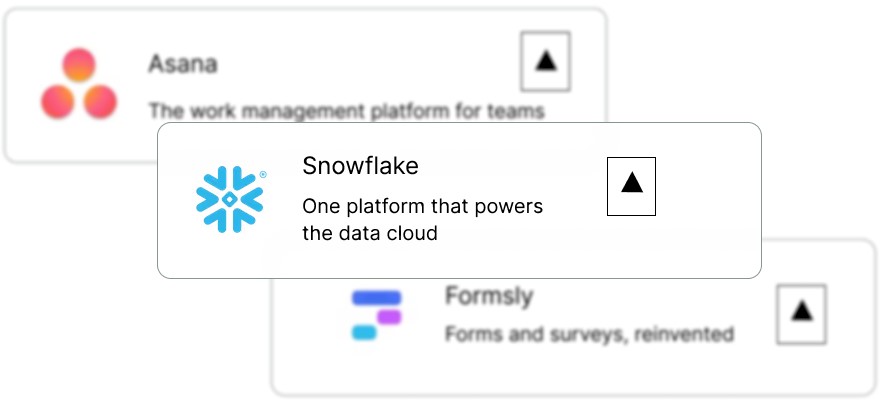 Asana
The work management platform for teams
Snowflake
®
One platform that powers
the data cloud
Formsly
Forms and surveys, reinvented